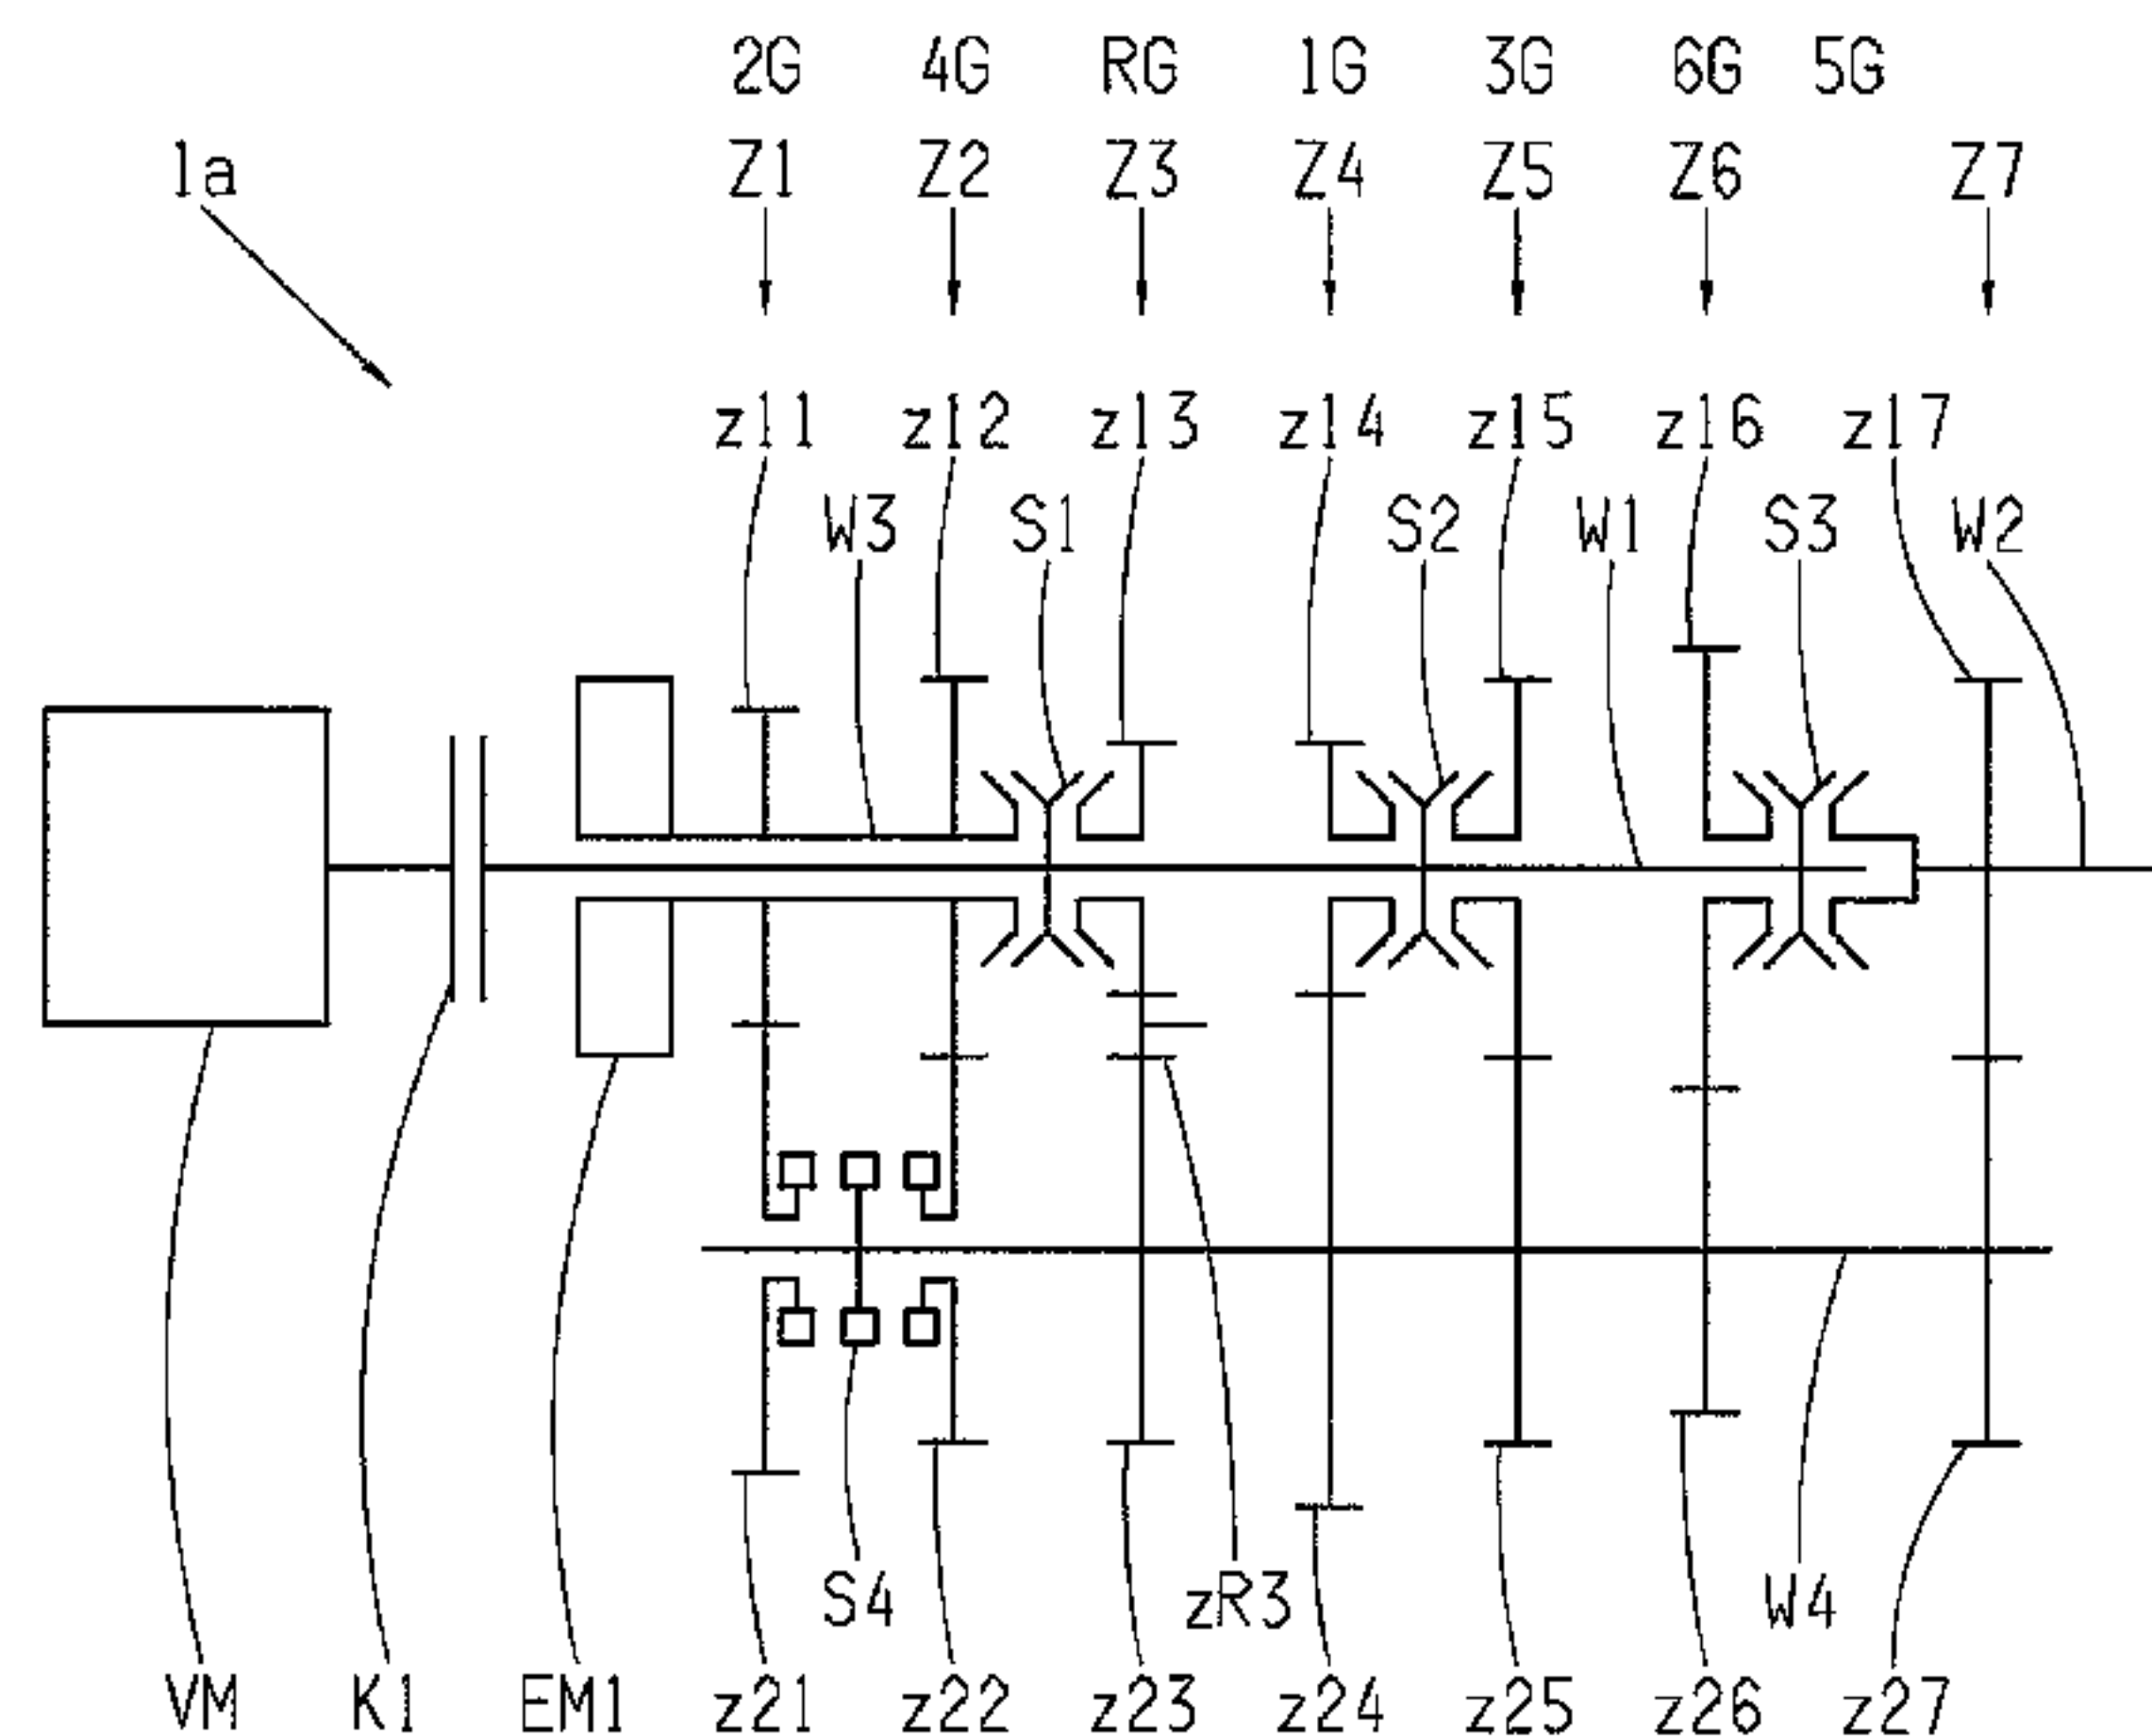 2G 4G RG 1G 3G 6G 5G
1a Z1 Z2 Z3 Z4 Z5 Z6 Z7
z11 z12 z13 z14 z15 z16 z17
W3 S1 S2 W1 S3 W2
S4 zR3 W4
VM K1 EM1 z21 z22 z23 z24 z25 z26 z27